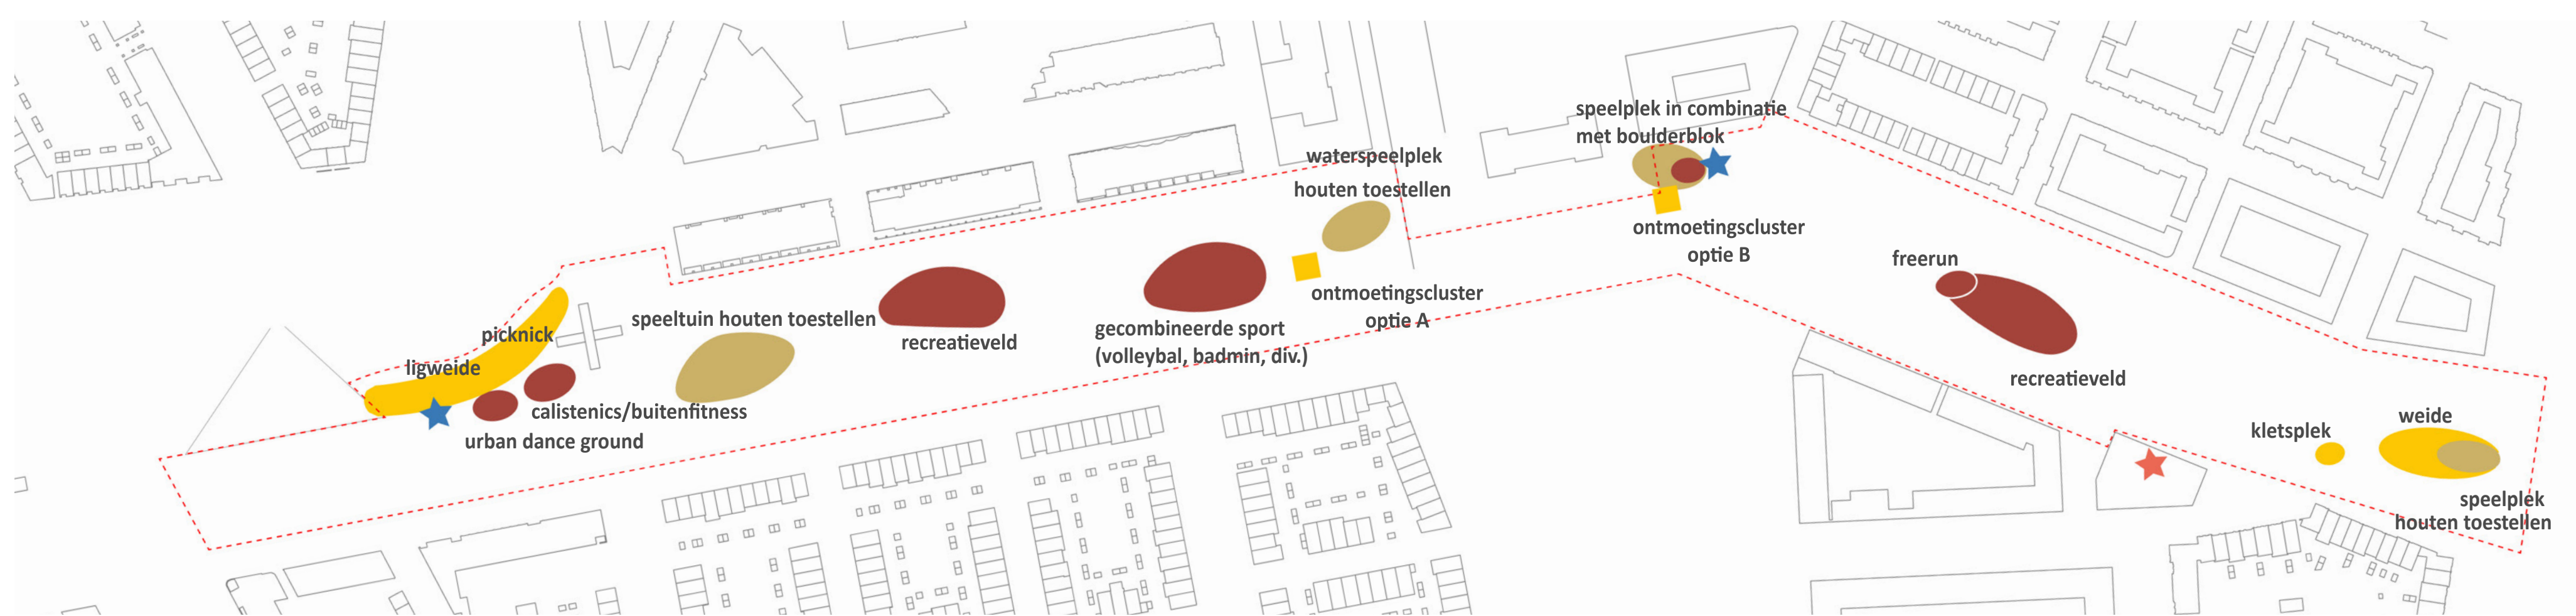 picknick
ligweide
calistenics/buitenfitness
urban dance ground
speeltuin houten toestellen
recreatieveld
gecombineerde sport
(volleybal, badmin, div.)
waterspeelplek
houten toestellen
ontmoetingscluster
optie A
speelplek in combinatie
met boulderblok
ontmoetingscluster
optie B
freerun
recreatieveld
kletsplek
weide
speelplek
houten toestellen